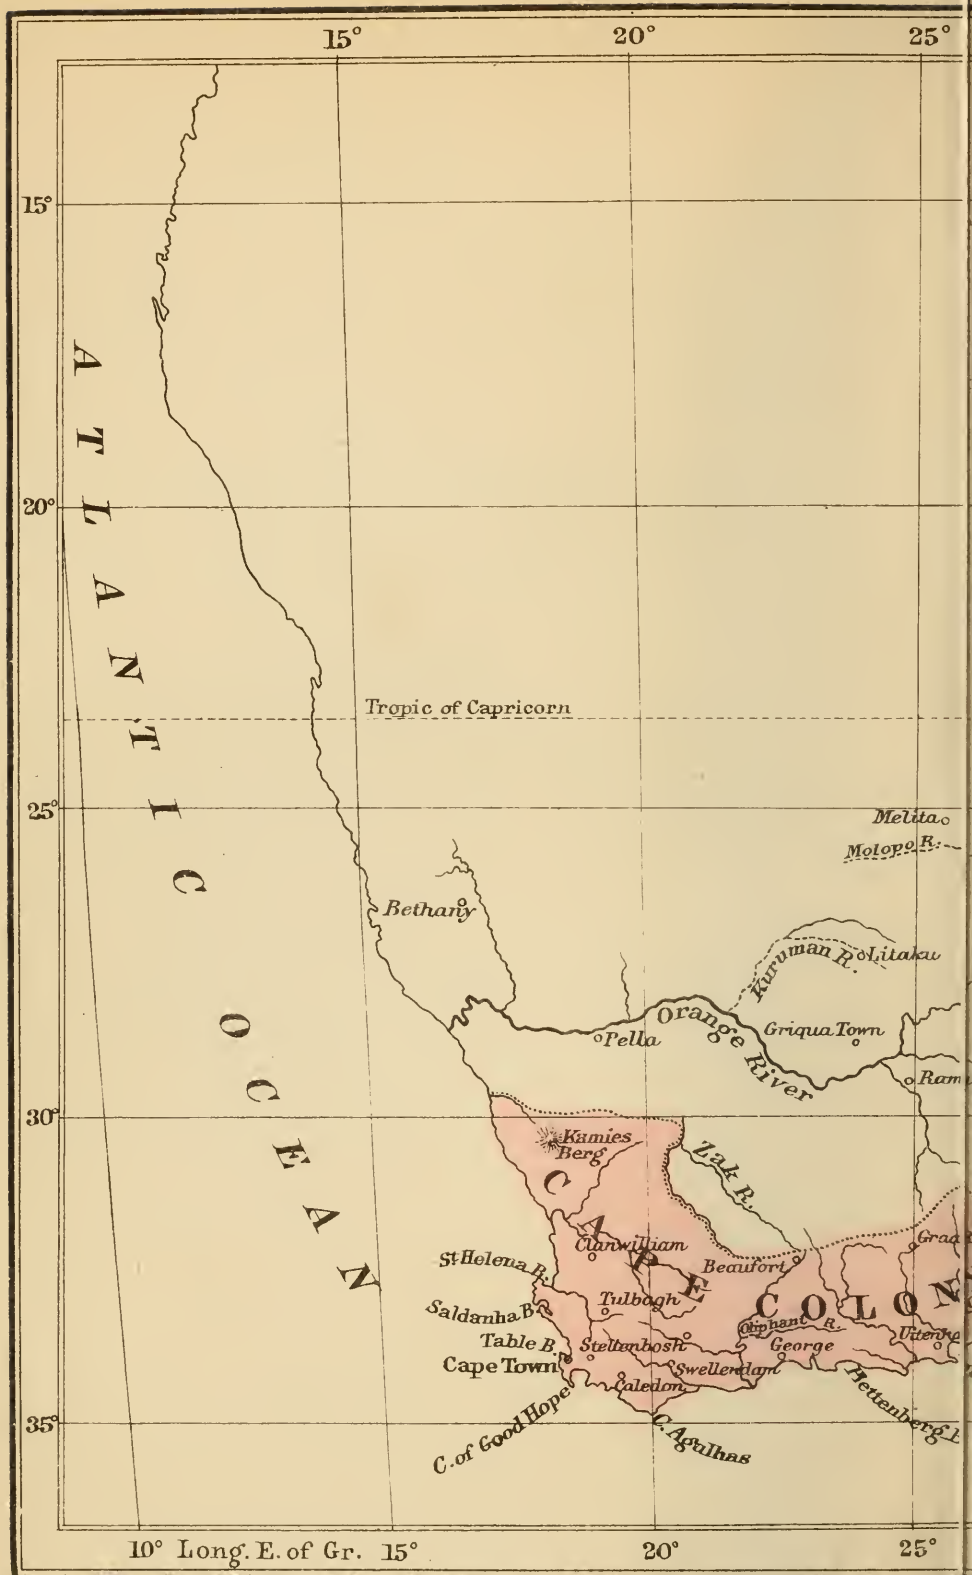 15° 20° 25°
15°
20°
25°
30°
35°
ATLANTIC OCEAN
Tropic of Capricorn
Melita
Molopo R.
Bethany
Kuruman R.
Litaku
Orange River
Griqua Town
Pella
Kamies
Berg
Zak R.
CAPE COLON
Clanwilliam
St Helena B.
Beaufort
Saldanha B.
Tulbagh
Oliphant R.
Table B.
Stellenbosh
George
Cape Town
Swellendam
Caledon
C. of Good Hope
C. Agulhas
10° Long. E. of Gr. 15° 20° 25°